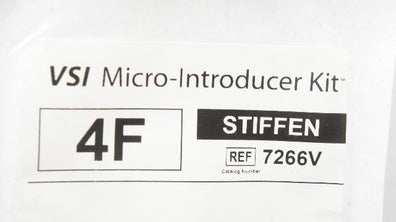 VSI Micro-Introducer Kit™
4F
STIFFEN
REF 7266V
Catalog Number